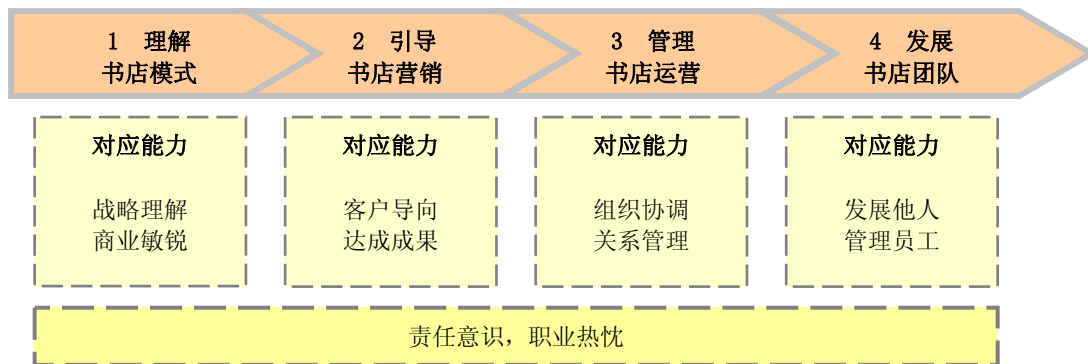 1 理解
书店模式
2 引导
书店营销
3 管理
书店运营
4 发展
书店团队
对应能力
战略理解
商业敏锐
对应能力
客户导向
达成成果
对应能力
组织协调
关系管理
对应能力
发展他人
管理员工
责任意识，职业热忱